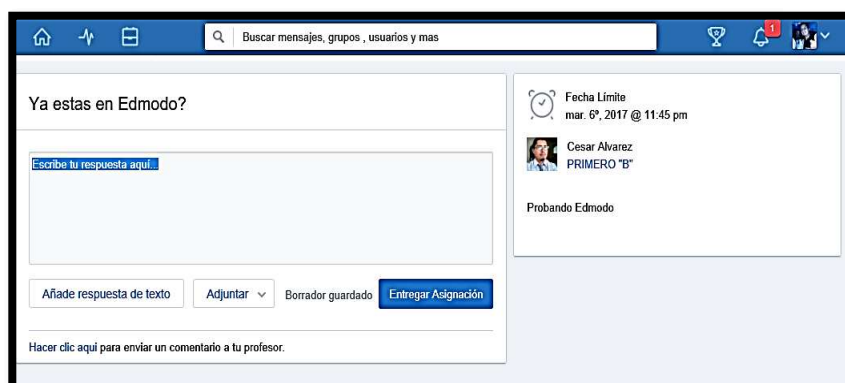 Buscar mensajes, grupos , usuarios y mas
1
Ya estas en Edmodo?
Escribe tu respuesta aquí...
Añade respuesta de texto
Adjuntar
Borrador guardado
Entregar Asignación
Hacer clic aqui para enviar un comentario a tu profesor.
Fecha Límite
mar. 6º, 2017 @ 11:45 pm
Cesar Alvarez
PRIMERO "B"
Probando Edmodo